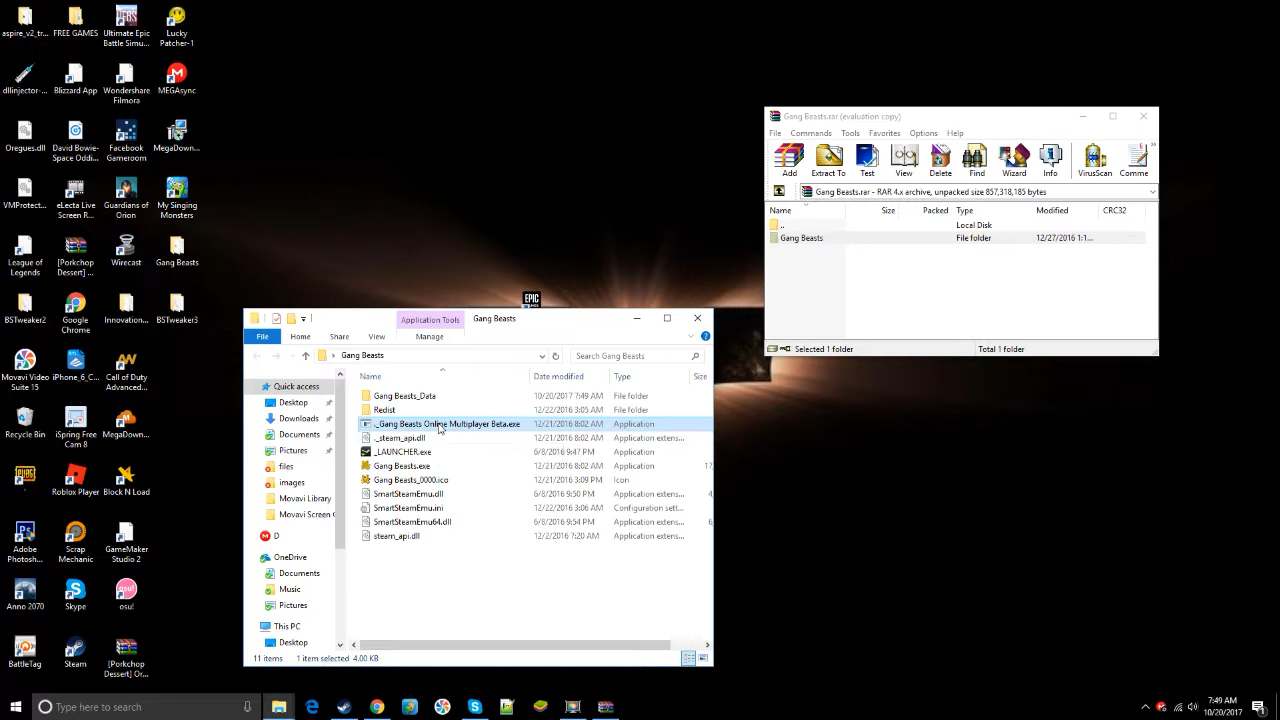 aspire_v2_tr...
FREE GAMES
Ultimate Epic
Battle Simu...
Lucky
Patcher-1
dllinjector-...
Blizzard App
Wondershare
Filmora
MEGAsync
Oregues.dll
David Bowie-
Space Oddi...
Facebook
Gameroom
MegaDown...
VMProtect...
eLecta Live
Screen R...
Guardians of
Orion
My Singing
Monsters
League of
Legends
[Porkchop
Dessert] ...
Wirecast
Gang Beasts
BSTweaker2
Google
Chrome
Innovation...
BSTweaker3
Movavi Video
Suite 15
iPhone_6_C...
Call of Duty
Advanced...
Recycle Bin
iSpring Free
Cam 8
MegaDown...
Roblox Player
Block N Load
Adobe
Photosh...
Scrap
Mechanic
GameMaker
Studio 2
Anno 2070
Skype
osu!
BattleTag
Steam
[Porkchop
Dessert] Or...
EPIC
Gang Beasts.rar (evaluation copy)
File Commands Tools Favorites Options Help
Add Extract To Test View Delete Find Wizard Info VirusScan Comme
Gang Beasts.rar - RAR 4.x archive, unpacked size 857,318,185 bytes
Name Size Packed Type Modified CRC32
.. Local Disk
Gang Beasts File folder 12/27/2016 1:1...
Selected 1 folder Total 1 folder
Application Tools Gang Beasts
File Home Share View Manage
Gang Beasts Search Gang Beasts
Name Date modified Type Size
Quick access
Desktop
Downloads
Documents
Pictures
files
images
Movavi Library
Movavi Screen C
D
OneDrive
Documents
Music
Pictures
This PC
Desktop
Gang Beasts_Data 10/20/2017 7:49 AM File folder
Redist 12/22/2016 3:05 AM File folder
._Gang Beasts Online Multiplayer Beta.exe 12/21/2016 8:02 AM Application
._steam_api.dll 12/21/2016 8:02 AM Application extens...
_LAUNCHER.exe 6/8/2016 9:47 PM Application
Gang Beasts.exe 12/21/2016 8:02 AM Application 17,
Gang Beasts_0000.ico 12/21/2016 3:09 PM Icon
SmartSteamEmu.dll 6/8/2016 9:50 PM Application extens... 4,
SmartSteamEmu.ini 12/22/2016 3:06 AM Configuration sett...
SmartSteamEmu64.dll 6/8/2016 9:54 PM Application extens... 6,
steam_api.dll 12/2/2016 7:20 AM Application extens...
11 items 1 item selected 4.00 KB
Type here to search
7:49 AM
10/20/2017